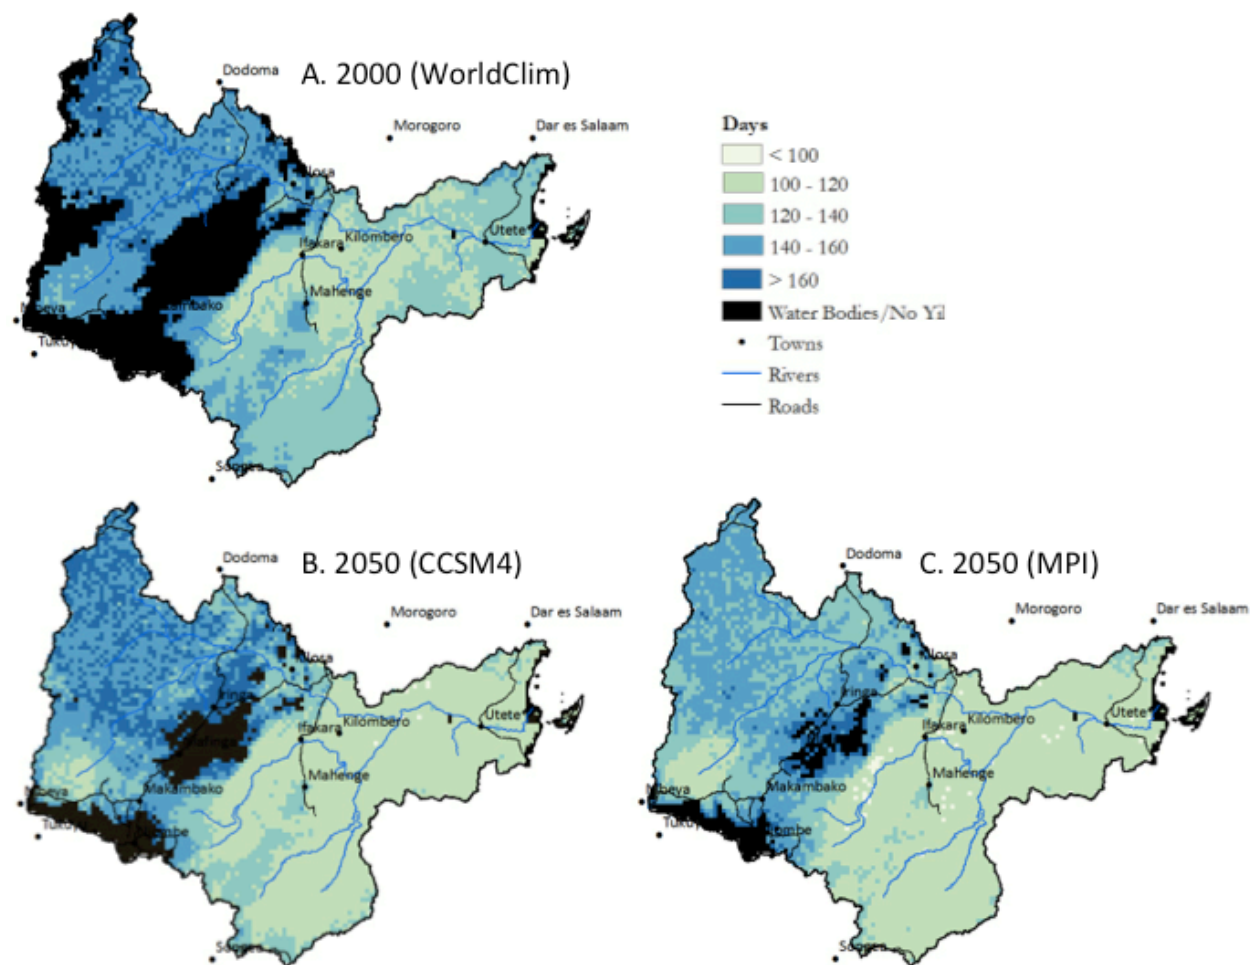 A. 2000 (WorldClim)
Dodoma
Morogoro
Dar es Salaam
Utete
Ifakara
Kilombero
Mahenge
Days
< 100
100 - 120
120 - 140
140 - 160
> 160
Water Bodies/No Yil
Towns
Rivers
Roads
B. 2050 (CCSM4)
Dodoma
Morogoro
Dar es Salaam
Iringa
Utete
Ifakara
Kilombero
Mahenge
Makambako
C. 2050 (MPI)
Dodoma
Morogoro
Dar es Salaam
Iringa
Utete
Ifakara
Kilombero
Mahenge
Makambako
Mbeya